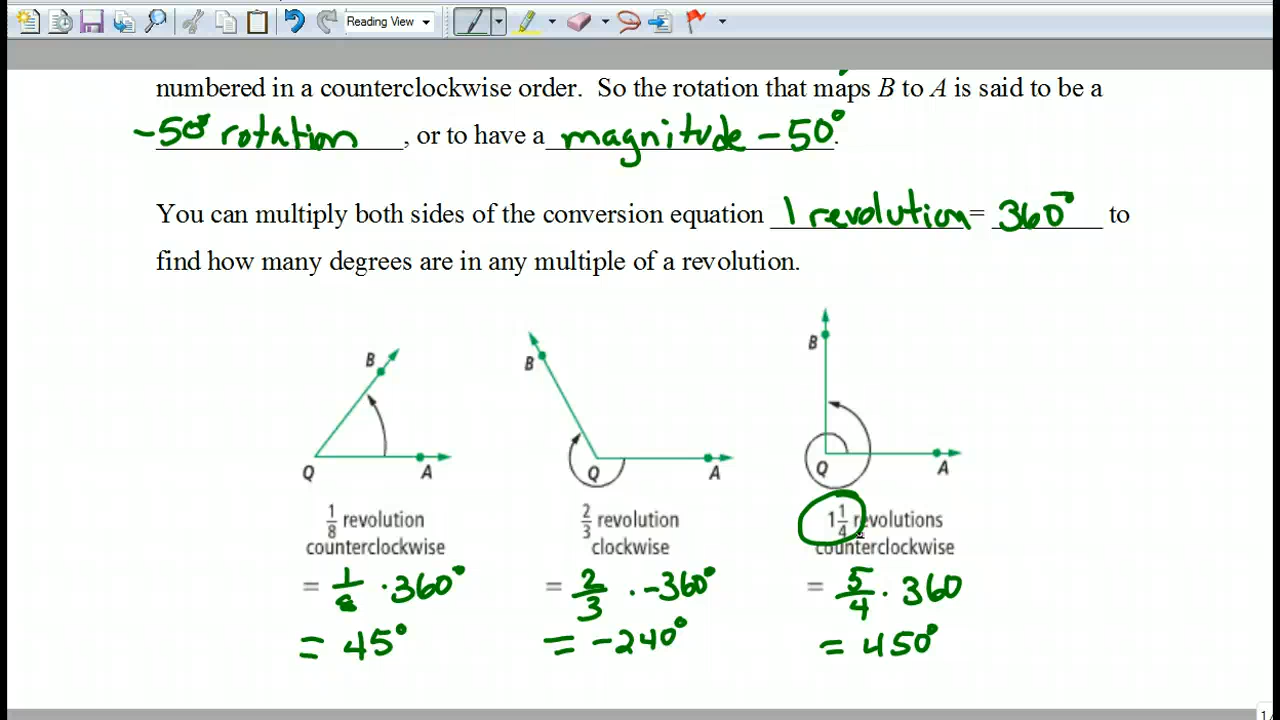 Reading View
numbered in a counterclockwise order. So the rotation that maps B to A is said to be a
-50° rotation, or to have a magnitude -50°.
You can multiply both sides of the conversion equation 1 revolution = 360° to
find how many degrees are in any multiple of a revolution.
B
Q
A
B
Q
A
B
Q
A
1/8 revolution
counterclockwise
= 1/8 · 360°
= 45°
2/3 revolution
clockwise
= 2/3 · -360°
= -240°
1 1/4 revolutions
counterclockwise
= 5/4 · 360
= 450°